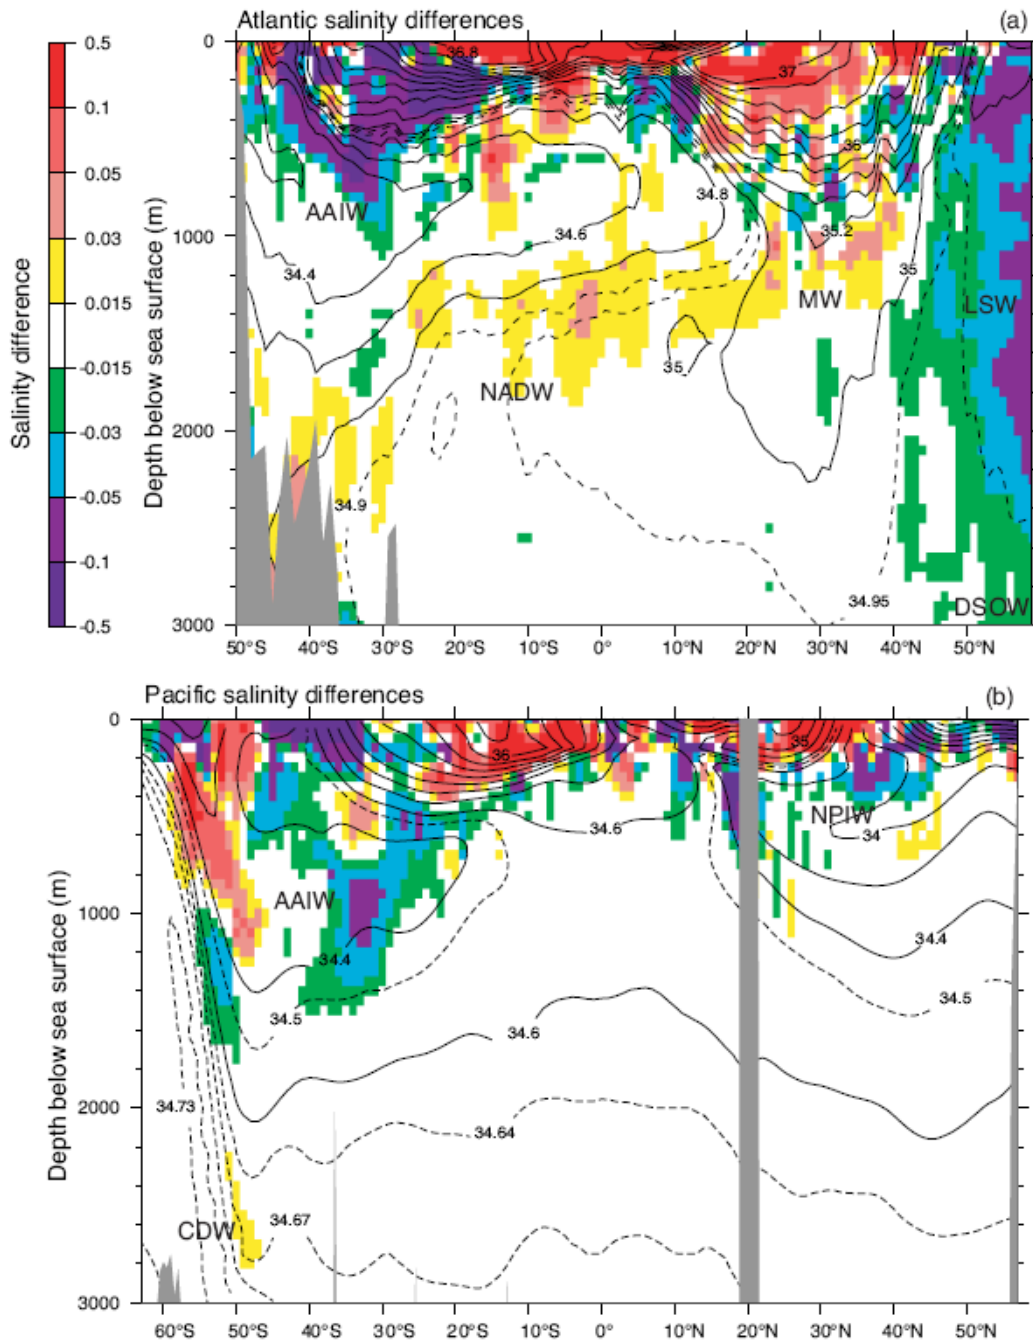 Atlantic salinity differences (a)
Salinity difference
0.5
0.1
0.05
0.03
0.015
-0.015
-0.03
-0.05
-0.1
-0.5
Depth below sea surface (m)
0
1000
2000
3000
36.8
37
35
34.8
AAIW
34.6
35.2
34.4
35
MW
LSW
35
NADW
34.9
34.95
DSOW
50°S 40°S 30°S 20°S 10°S 0° 10°N 20°N 30°N 40°N 50°N
Pacific salinity differences (b)
Depth below sea surface (m)
0
1000
2000
3000
36
35
NPIW
34.6
34
AAIW
34.4
34.4
34.5
34.5
34.6
34.73
34.64
34.67
CDW
60°S 50°S 40°S 30°S 20°S 10°S 0° 10°N 20°N 30°N 40°N 50°N